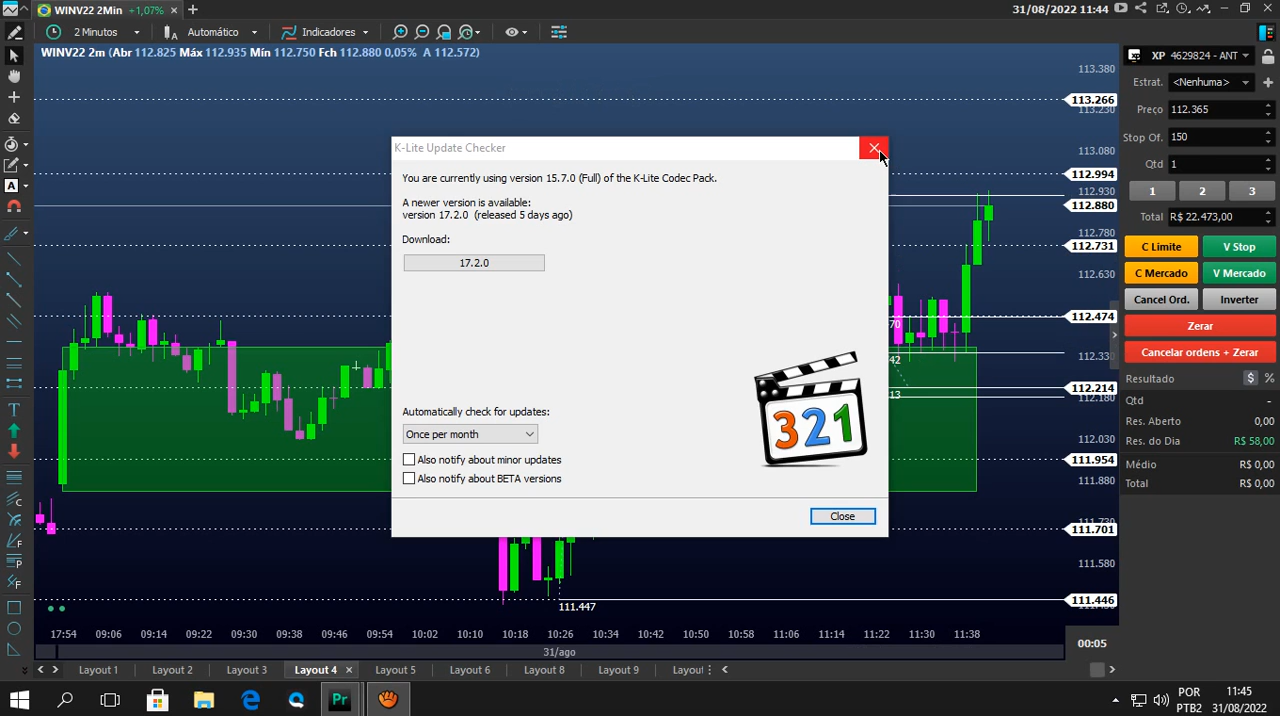 WINV22 2Min +1,07% × +
31/08/2022 11:44
2 Minutos Automático Indicadores
WINV22 2m (Abr 112.825 Máx 112.935 Mín 112.750 Fch 112.880 0,05% A 112.572)
XP 4629824 - ANT
Estrat. <Nenhuma>
Preço 112.365
Stop Of. 150
Qtd 1
1 2 3
Total R$ 22.473,00
C Limite V Stop
C Mercado V Mercado
Cancel Ord. Inverter
Zerar
Cancelar ordens + Zerar
Resultado $ %
Qtd -
Res. Aberto 0,00
Res. do Dia R$ 58,00
Médio R$ 0,00
Total R$ 0,00
K-Lite Update Checker
You are currently using version 15.7.0 (Full) of the K-Lite Codec Pack.
A newer version is available:
version 17.2.0 (released 5 days ago)
Download:
17.2.0
Automatically check for updates:
Once per month
Also notify about minor updates
Also notify about BETA versions
321
Close
113.380
113.266
113.230
113.080
112.994
112.930
112.880
112.780
112.731
112.630
112.474
112.330
112.214
112.180
112.030
111.954
111.880
111.701
111.580
111.446
70
42
13
111.447
17:54 09:06 09:14 09:22 09:30 09:38 09:46 09:54 10:02 10:10 10:18 10:26 10:34 10:42 10:50 10:58 11:06 11:14 11:22 11:30 11:38
00:05
31/ago
Layout 1 Layout 2 Layout 3 Layout 4 × Layout 5 Layout 6 Layout 8 Layout 9 Layout
Pr
POR
PTB2
11:45
31/08/2022